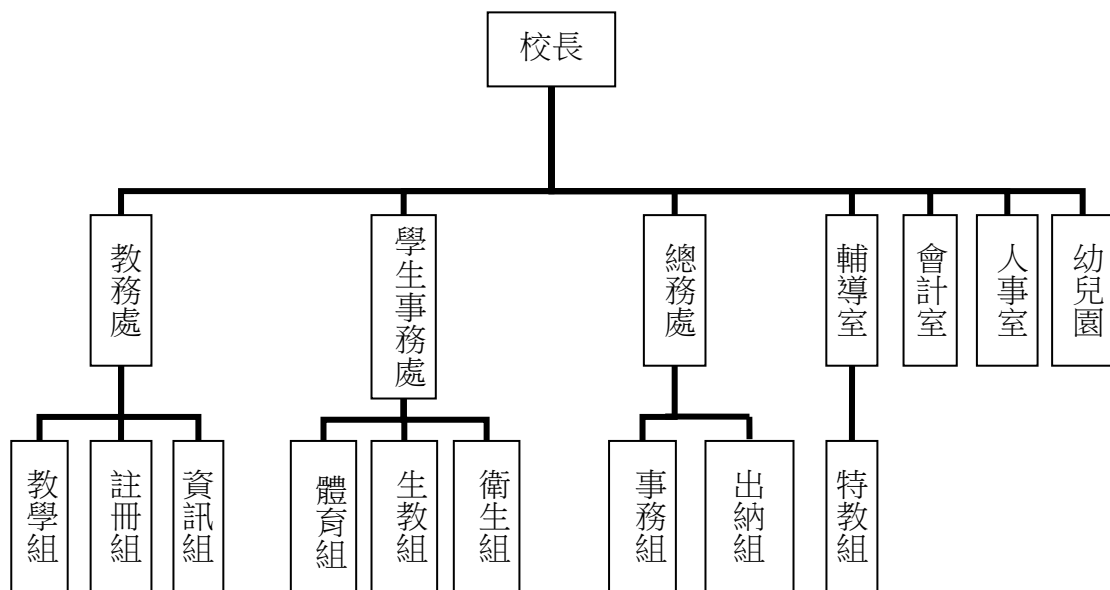 校長
教務處
學生事務處
總務處
輔導室
會計室
人事室
幼兒園
教學組
註冊組
資訊組
體育組
生教組
衛生組
事務組
出納組
特教組